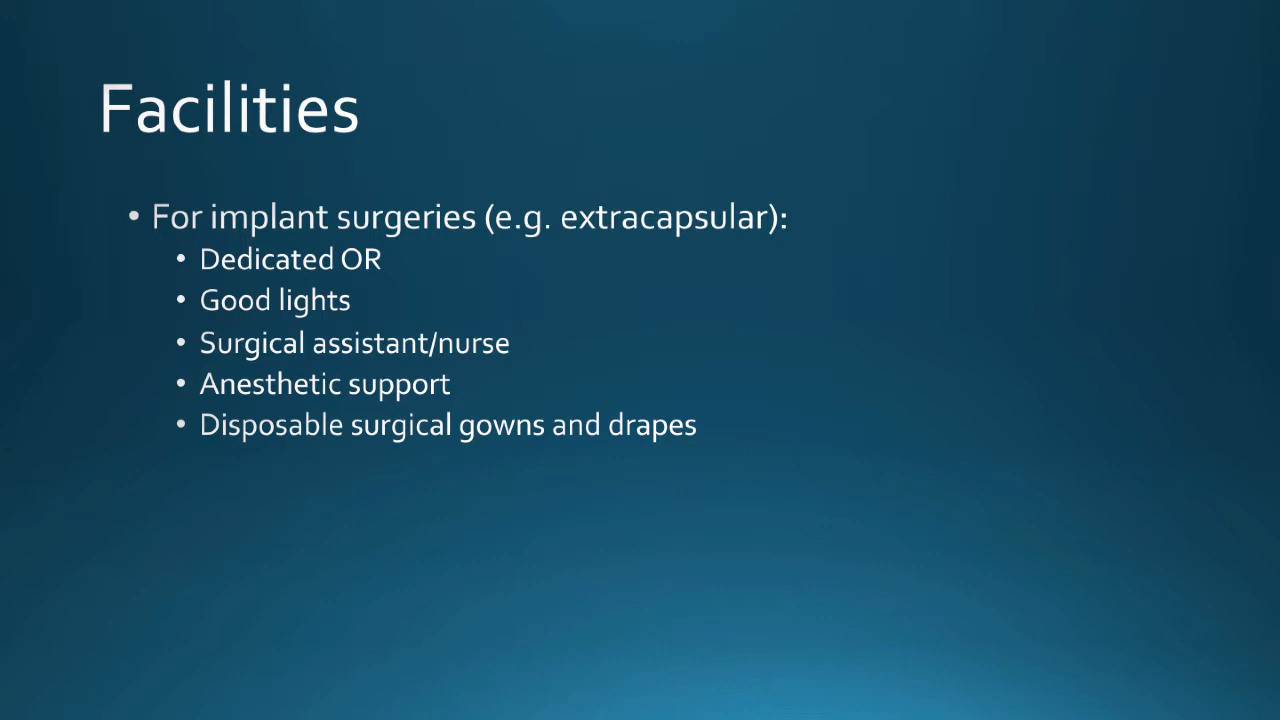 Facilities
• For implant surgeries (e.g. extracapsular):
• Dedicated OR
• Good lights
• Surgical assistant/nurse
• Anesthetic support
• Disposable surgical gowns and drapes